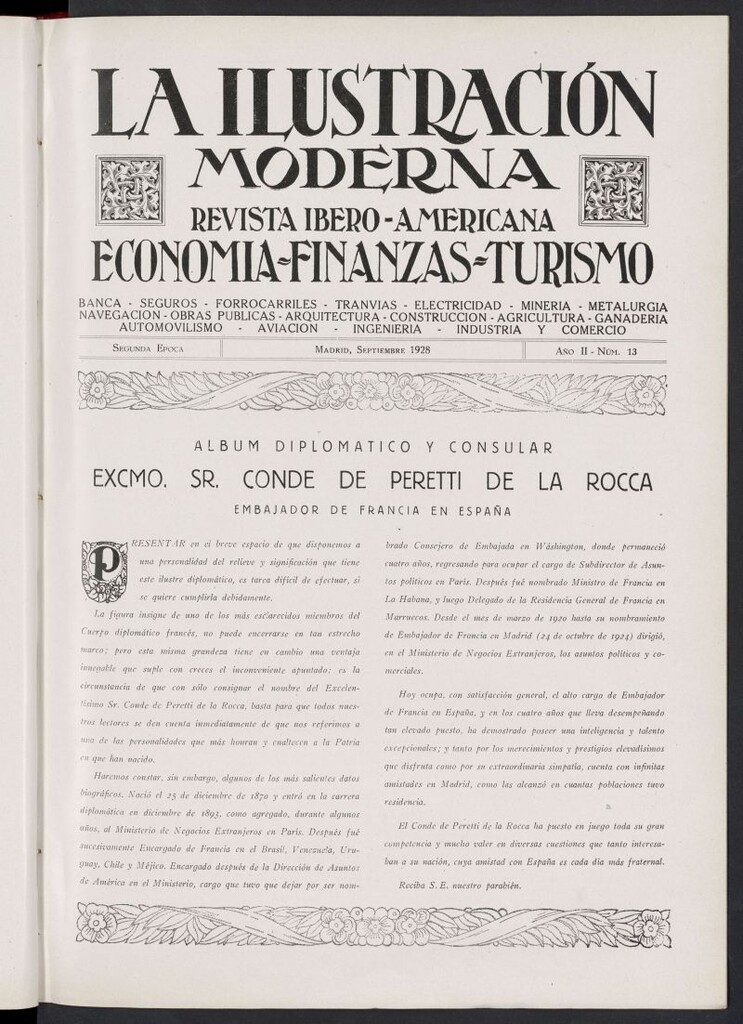 LA ILUSTRACIÓN
MODERNA
REVISTA IBERO-AMERICANA
ECONOMIA=FINANZAS=TURISMO
BANCA - SEGUROS - FORROCARRILES - TRANVIAS - ELECTRICIDAD - MINERIA - METALURGIA
NAVEGACION - OBRAS PUBLICAS - ARQUITECTURA - CONSTRUCCION - AGRICULTURA - GANADERIA
AUTOMOVILISMO - AVIACION - INGENIERIA - INDUSTRIA Y COMERCIO
SEGUNDA EPOCA
MADRID, SEPTIEMBRE 1928
AÑO II - NÚM. 13
ALBUM DIPLOMATICO Y CONSULAR
EXCMO. SR. CONDE DE PERETTI DE LA ROCCA
EMBAJADOR DE FRANCIA EN ESPAÑA
PRESENTAR en el breve espacio de que disponemos a
una personalidad del relieve y significación que tiene
este ilustre diplomático, es tarea difícil de efectuar, si
se quiere cumplirla debidamente.
La figura insigne de uno de los más esclarecidos miembros del
Cuerpo diplomático francés, no puede encerrarse en tan estrecho
marco; pero esta misma grandeza tiene en cambio una ventaja
innegable que suple con creces el inconveniente apuntado: es la
circunstancia de que con sólo consignar el nombre del Excelen-
tísimo Sr. Conde de Peretti de la Rocca, basta para que todos nues-
tros lectores se den cuenta inmediatamente de que nos referimos a
una de las personalidades que más honran y enaltecen a la Patria
en que han nacido.
Haremos constar, sin embargo, algunos de los más salientes datos
biográficos. Nació el 25 de diciembre de 1870 y entró en la carrera
diplomática en diciembre de 1893, como agregado, durante algunos
años, al Ministerio de Negocios Extranjeros en París. Después fué
sucesivamente Encargado de Francia en el Brasil, Venezuela, Uru-
guay, Chile y Méjico. Encargado después de la Dirección de Asuntos
de América en el Ministerio, cargo que tuvo que dejar por ser nom-
brado Consejero de Embajada en Wáshington, donde permaneció
cuatro años, regresando para ocupar el cargo de Subdirector de Asun-
tos políticos en París. Después fué nombrado Ministro de Francia en
La Habana, y luego Delegado de la Residencia General de Francia en
Marruecos. Desde el mes de marzo de 1920 hasta su nombramiento
de Embajador de Francia en Madrid (24 de octubre de 1924) dirigió,
en el Ministerio de Negocios Extranjeros, los asuntos políticos y co-
merciales.
Hoy ocupa, con satisfacción general, el alto cargo de Embajador
de Francia en España, y en los cuatro años que lleva desempeñando
tan elevado puesto, ha demostrado poseer una inteligencia y talento
excepcionales; y tanto por los merecimientos y prestigios elevadísimos
que disfruta como por su extraordinaria simpatía, cuenta con infinitas
amistades en Madrid, como las alcanzó en cuantas poblaciones tuvo
residencia.
El Conde de Peretti de la Rocca ha puesto en juego toda su gran
competencia y mucho valer en diversas cuestiones que tanto interesa-
ban a su nación, cuya amistad con España es cada día más fraternal.
Reciba S. E. nuestro parabién.